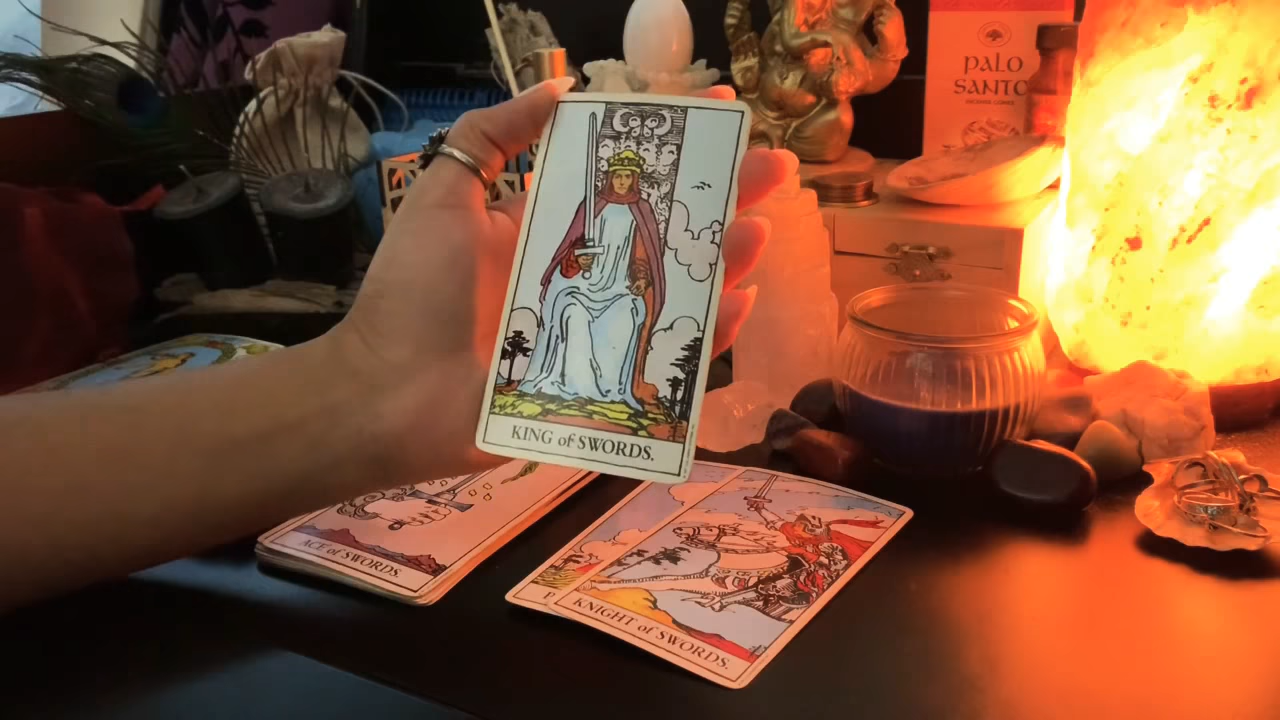 PALO
SANTO
KING of SWORDS.
ACE of SWORDS.
P
KNIGHT of SWORDS.